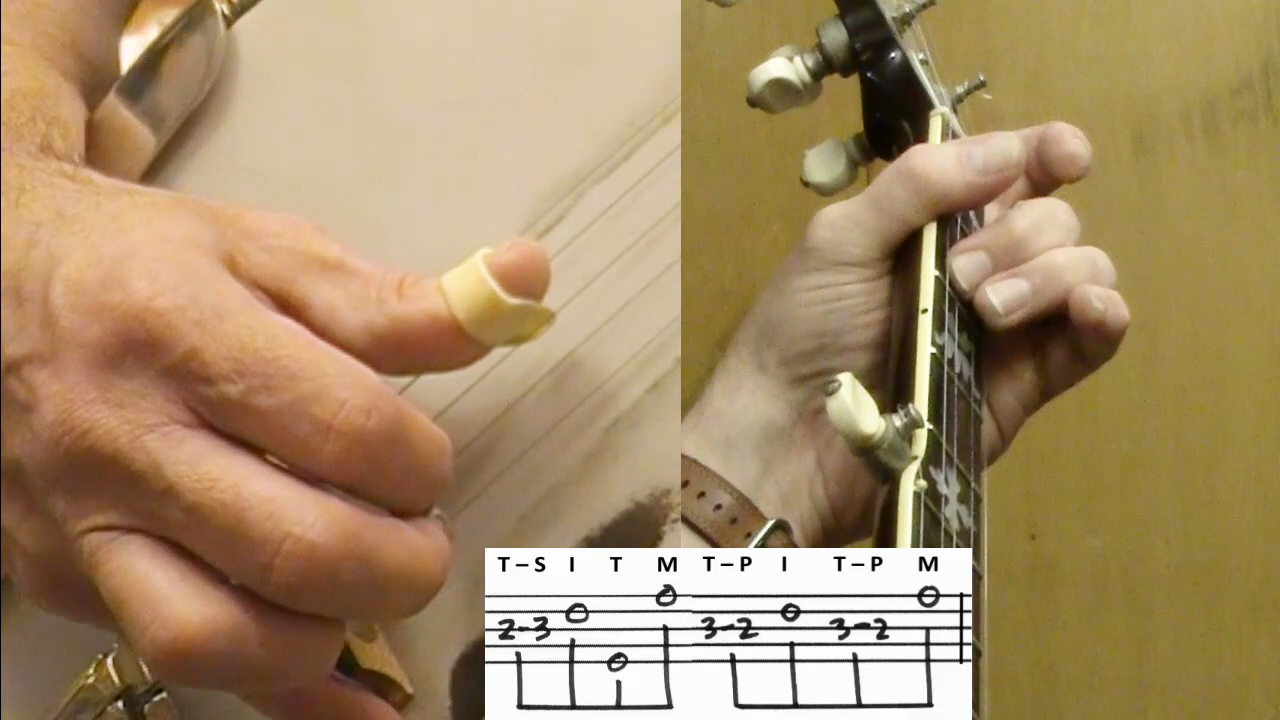 T–S I T M T–P I T–P M
0 0
0 0
2-3 3-2 3-2
0